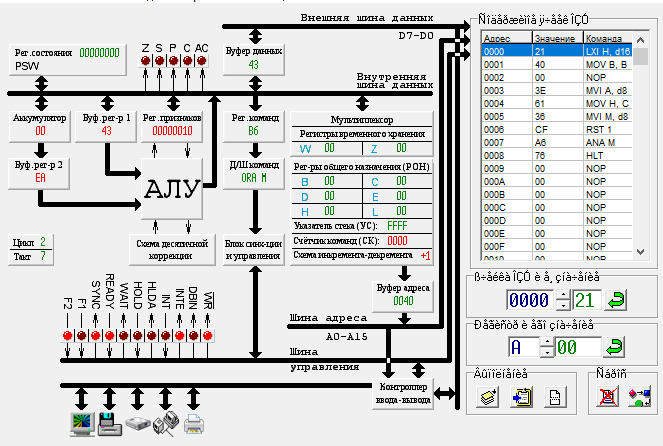 Внешняя шина данных
D7-D0
Z S P C AC
Рег.состояния 00000000
PSW
Буфер данных
43
Внутренняя
шина данных
Аккумулятор
00
Буф.рег-р 1
43
Рег.признаков
00000010
Рег.команд
B6
Мультиплексор
Регистры временного хранения
W 00 Z 00
Буф.рег-р 2
EA
АЛУ
Д/Ш команд
ORA M
Рег-ры общего назначения (РОН)
B 00 C 00
D 00 E 00
H 00 L 00
Указатель стека (УС): FFFF
Счётчик команд (СК): 0000
Схема инкремента-декремента +1
Цикл 2
Такт 7
Схема десятичной
коррекции
Блок синх-ции
и управления
Буфер адреса
0040
F2 F1 SYNC READY WAIT HOLD HLDA INT INTE DBIN WR
Шина адреса
A0-A15
Шина
управления
Контроллер
ввода-вывода
Ñîäåðæèìîå ÿ÷ååê ÎÇÓ
Адрес Значение Команда
0000 21 LXI H, d16
0001 40 MOV B, B
0002 00 NOP
0003 3E MVI A, d8
0004 61 MOV H, C
0005 36 MVI M, d8
0006 CF RST 1
0007 A6 ANA M
0008 76 HLT
0009 00 NOP
000A 00 NOP
000B 00 NOP
000C 00 NOP
000D 00 NOP
000E 00 NOP
000F 00 NOP
0010 00 NOP
ß÷åéêà ÎÇÓ è å¸ çíà÷åíèå
0000 21
Ðåãèñòð è åãî çíà÷åíèå
A 00
Âûïîëíåíèå
Ñáðîñ